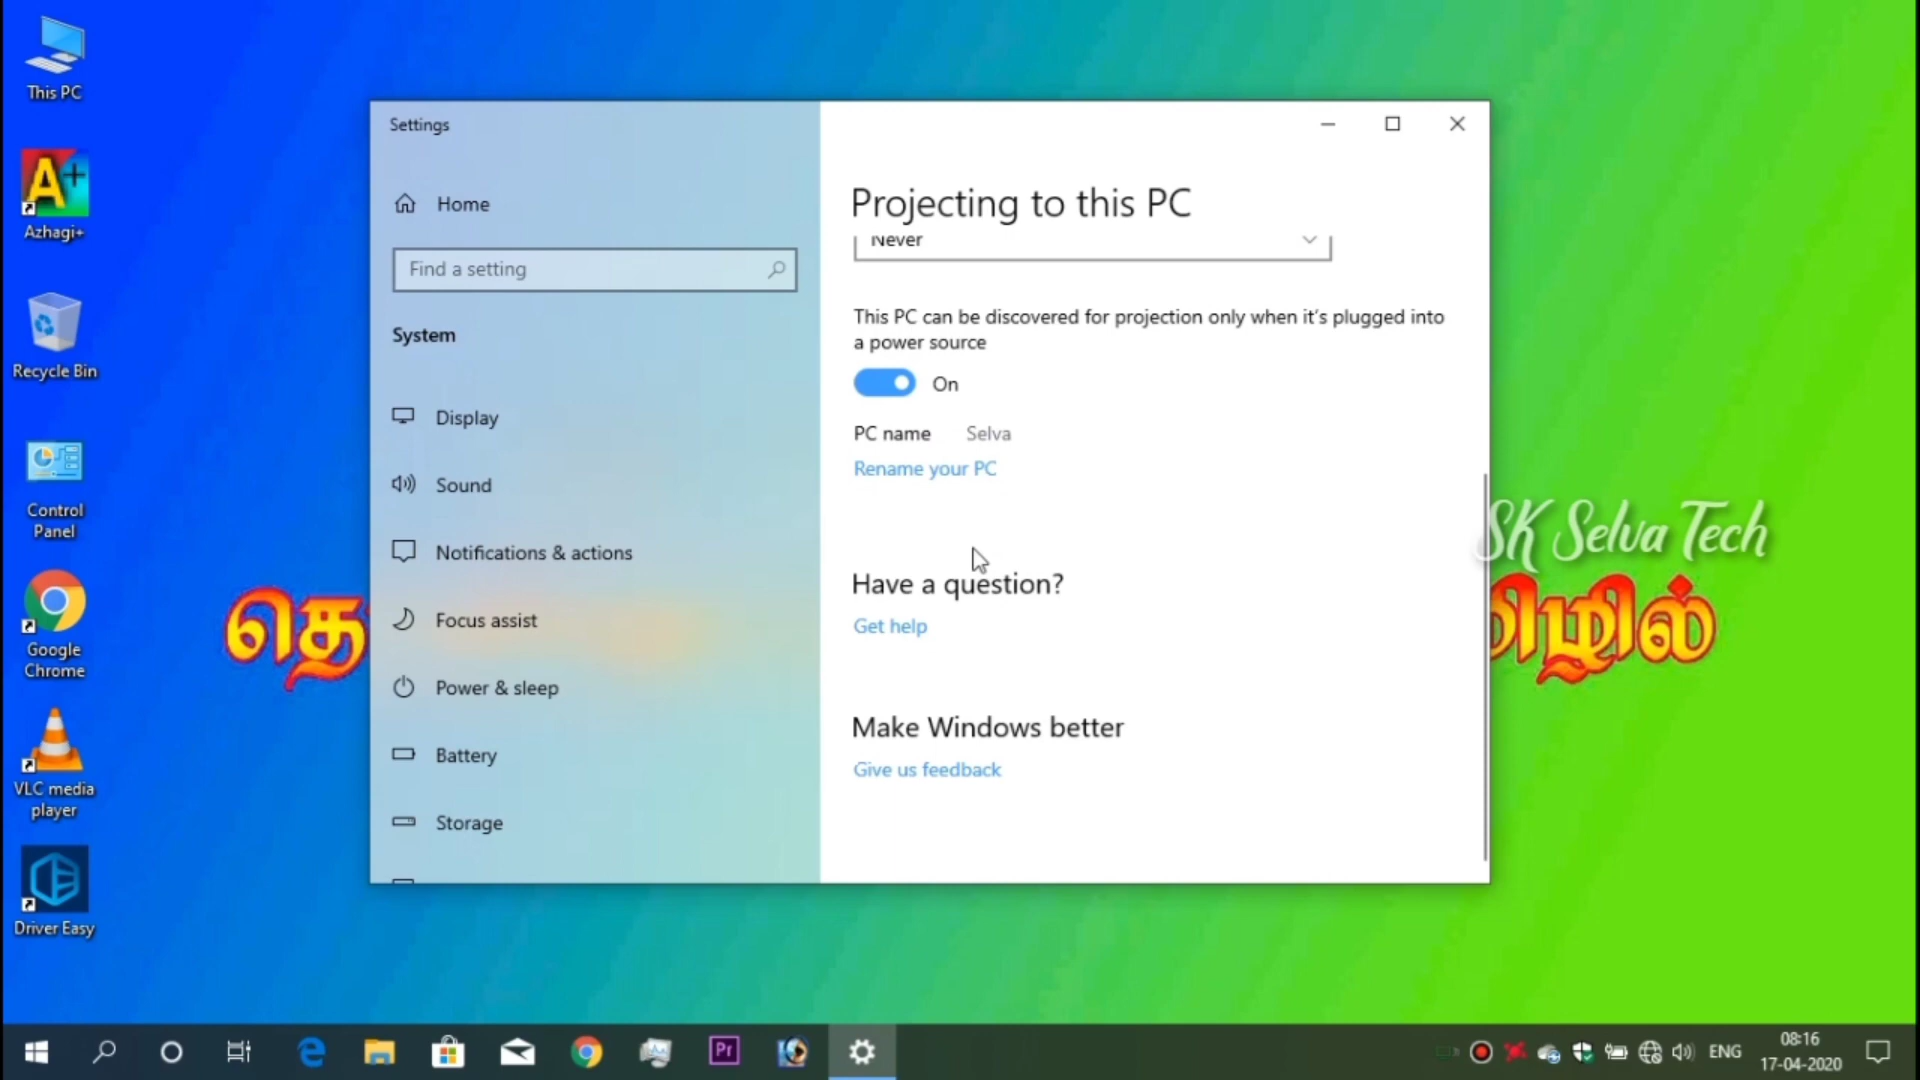 This PC
Azhagi+
Recycle Bin
Control
Panel
Google
Chrome
VLC media
player
Driver Easy
Settings
Home
Find a setting
System
Display
Sound
Notifications & actions
Focus assist
Power & sleep
Battery
Storage
Projecting to this PC
Never
This PC can be discovered for projection only when it's plugged into
a power source
On
PC name Selva
Rename your PC
Have a question?
Get help
Make Windows better
Give us feedback
SK Selva Tech
Pr
ENG
08:16
17-04-2020